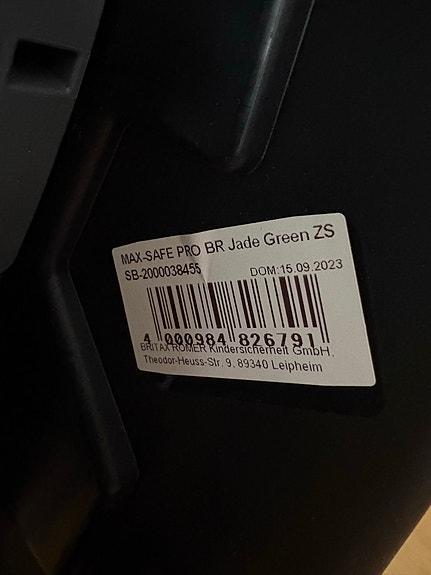 MAX-SAFE PRO BR Jade Green ZS
SB-2000038455 DOM:15.09.2023
4 000984 826791
BRITAX RÖMER Kindersicherheit GmbH,
Theodor-Heuss-Str. 9, 89340 Leipheim